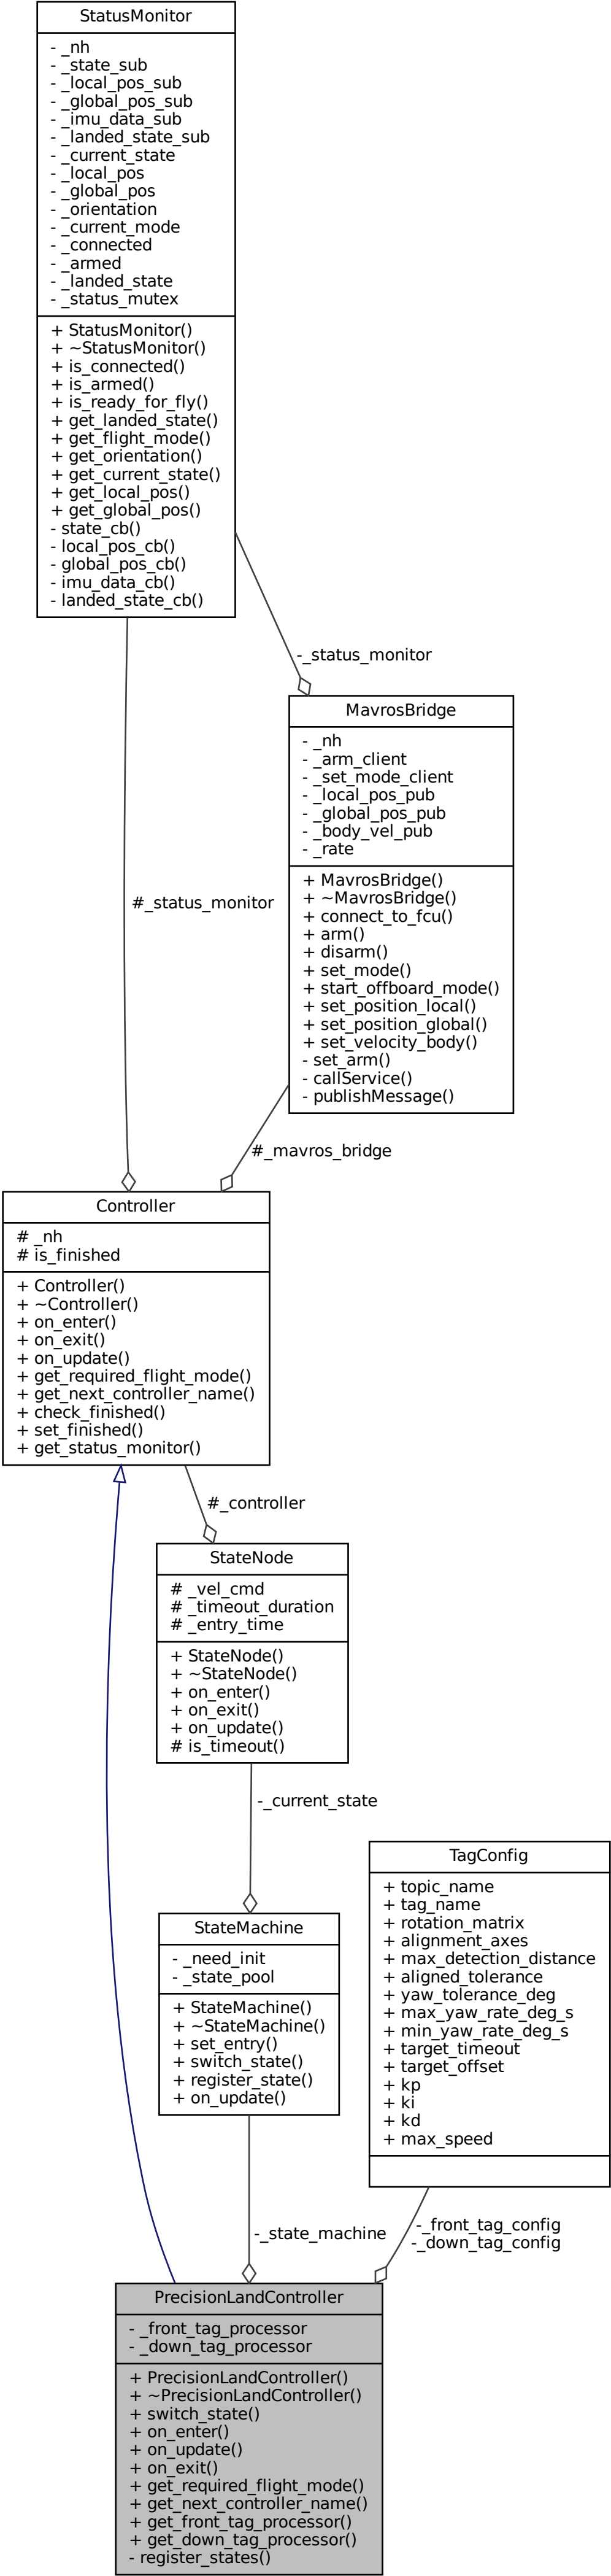 StatusMonitor
- _nh
- _state_sub
- _local_pos_sub
- _global_pos_sub
- _imu_data_sub
- _landed_state_sub
- _current_state
- _local_pos
- _global_pos
- _orientation
- _current_mode
- _connected
- _armed
- _landed_state
- _status_mutex
+ StatusMonitor()
+ ~StatusMonitor()
+ is_connected()
+ is_armed()
+ is_ready_for_fly()
+ get_landed_state()
+ get_flight_mode()
+ get_orientation()
+ get_current_state()
+ get_local_pos()
+ get_global_pos()
- state_cb()
- local_pos_cb()
- global_pos_cb()
- imu_data_cb()
- landed_state_cb()
-_status_monitor
MavrosBridge
- _nh
- _arm_client
- _set_mode_client
- _local_pos_pub
- _global_pos_pub
- _body_vel_pub
- _rate
+ MavrosBridge()
+ ~MavrosBridge()
+ connect_to_fcu()
+ arm()
+ disarm()
+ set_mode()
+ start_offboard_mode()
+ set_position_local()
+ set_position_global()
+ set_velocity_body()
- set_arm()
- callService()
- publishMessage()
#_status_monitor
#_mavros_bridge
Controller
# _nh
# is_finished
+ Controller()
+ ~Controller()
+ on_enter()
+ on_exit()
+ on_update()
+ get_required_flight_mode()
+ get_next_controller_name()
+ check_finished()
+ set_finished()
+ get_status_monitor()
#_controller
StateNode
# _vel_cmd
# _timeout_duration
# _entry_time
+ StateNode()
+ ~StateNode()
+ on_enter()
+ on_exit()
+ on_update()
# is_timeout()
-_current_state
StateMachine
- _need_init
- _state_pool
+ StateMachine()
+ ~StateMachine()
+ set_entry()
+ switch_state()
+ register_state()
+ on_update()
TagConfig
+ topic_name
+ tag_name
+ rotation_matrix
+ alignment_axes
+ max_detection_distance
+ aligned_tolerance
+ yaw_tolerance_deg
+ max_yaw_rate_deg_s
+ min_yaw_rate_deg_s
+ target_timeout
+ target_offset
+ kp
+ ki
+ kd
+ max_speed
-_state_machine
-_front_tag_config
-_down_tag_config
PrecisionLandController
- _front_tag_processor
- _down_tag_processor
+ PrecisionLandController()
+ ~PrecisionLandController()
+ switch_state()
+ on_enter()
+ on_update()
+ on_exit()
+ get_required_flight_mode()
+ get_next_controller_name()
+ get_front_tag_processor()
+ get_down_tag_processor()
- register_states()